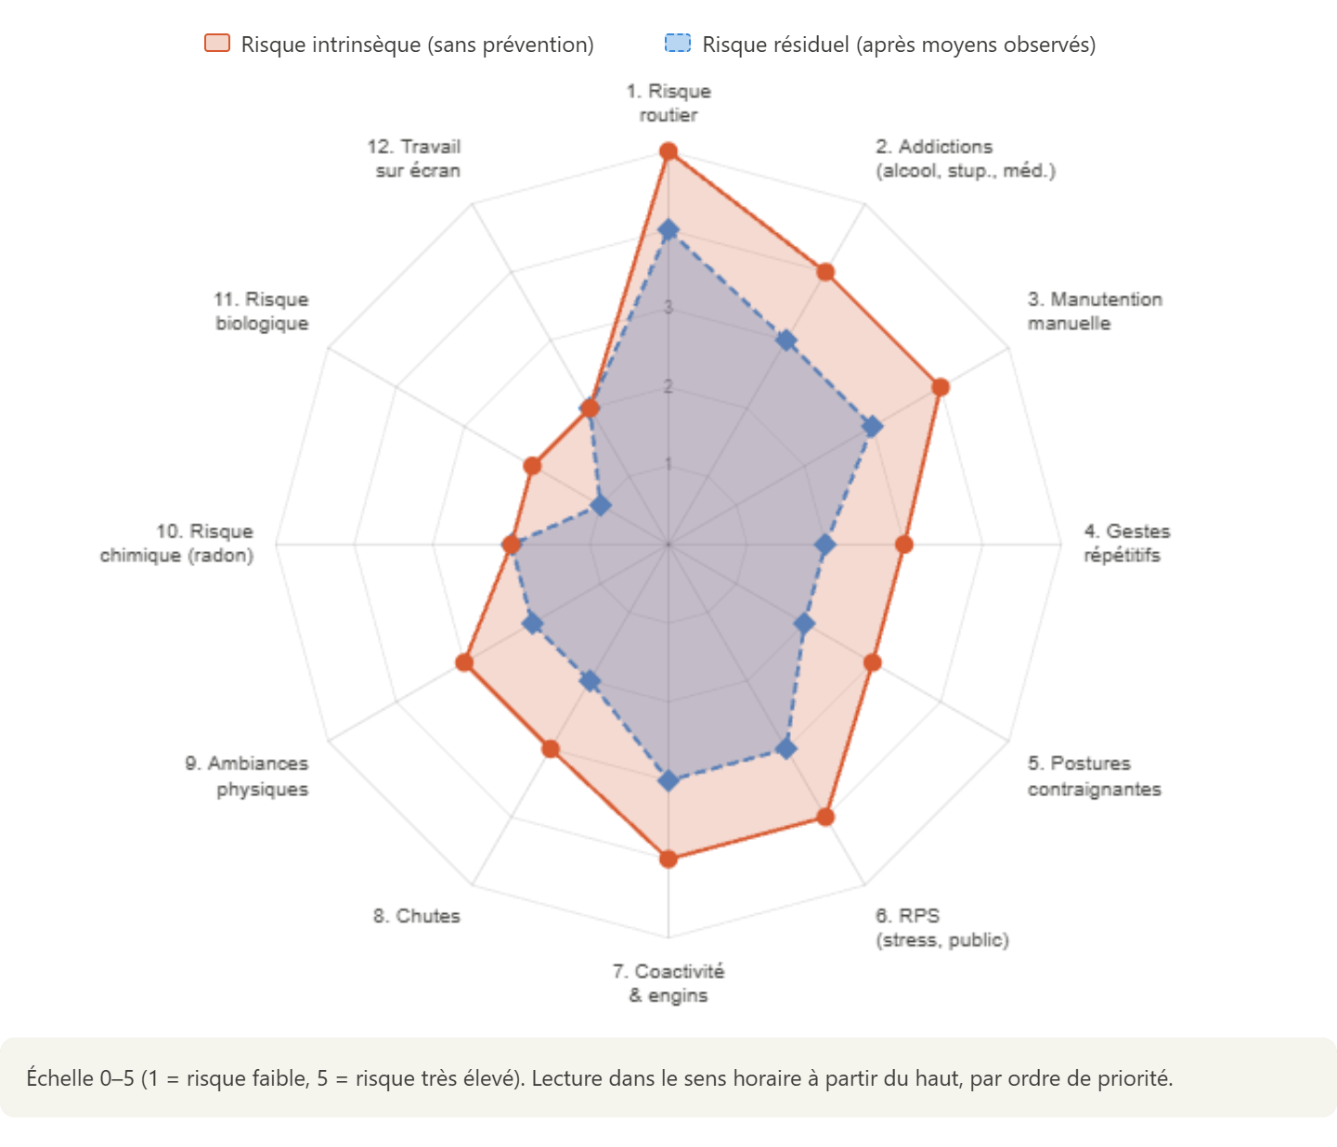 Risque intrinsèque (sans prévention)
Risque résiduel (après moyens observés)
1. Risque
routier
2. Addictions
(alcool, stup., méd.)
3. Manutention
manuelle
4. Gestes
répétitifs
5. Postures
contraignantes
6. RPS
(stress, public)
7. Coactivité
& engins
8. Chutes
9. Ambiances
physiques
10. Risque
chimique (radon)
11. Risque
biologique
12. Travail
sur écran
3
2
1
Échelle 0–5 (1 = risque faible, 5 = risque très élevé). Lecture dans le sens horaire à partir du haut, par ordre de priorité.